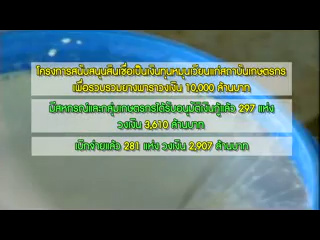 โครงการสนับสนุนสินเชื่อเป็นเงินทุนหมุนเวียนแก่สถาบันเกษตรกร
เพื่อรวบรวมยางพาราวงเงิน 10,000 ล้านบาท
มีสหกรณ์และกลุ่มเกษตรกรได้รับอนุมัติเงินกู้แล้ว 297 แห่ง
วงเงิน 3,610 ล้านบาท
เบิกจ่ายแล้ว 281 แห่ง วงเงิน 2,907 ล้านบาท